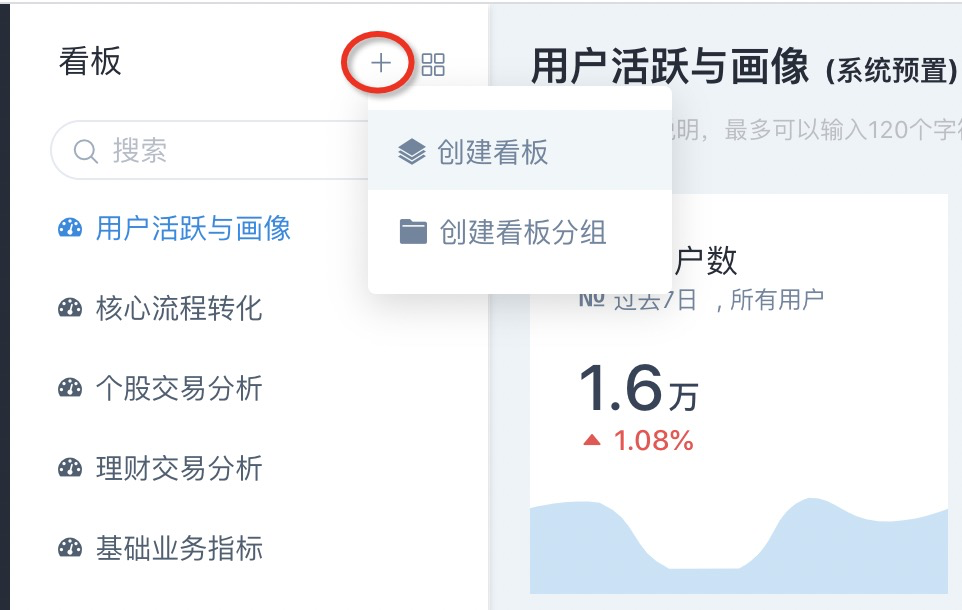 看板
搜索
用户活跃与画像
核心流程转化
个股交易分析
理财交易分析
基础业务指标
创建看板
创建看板分组
用户活跃与画像 (系统预置)
说明，最多可以输入120个字符
户数
№ 过去7日 , 所有用户
1.6万
1.08%